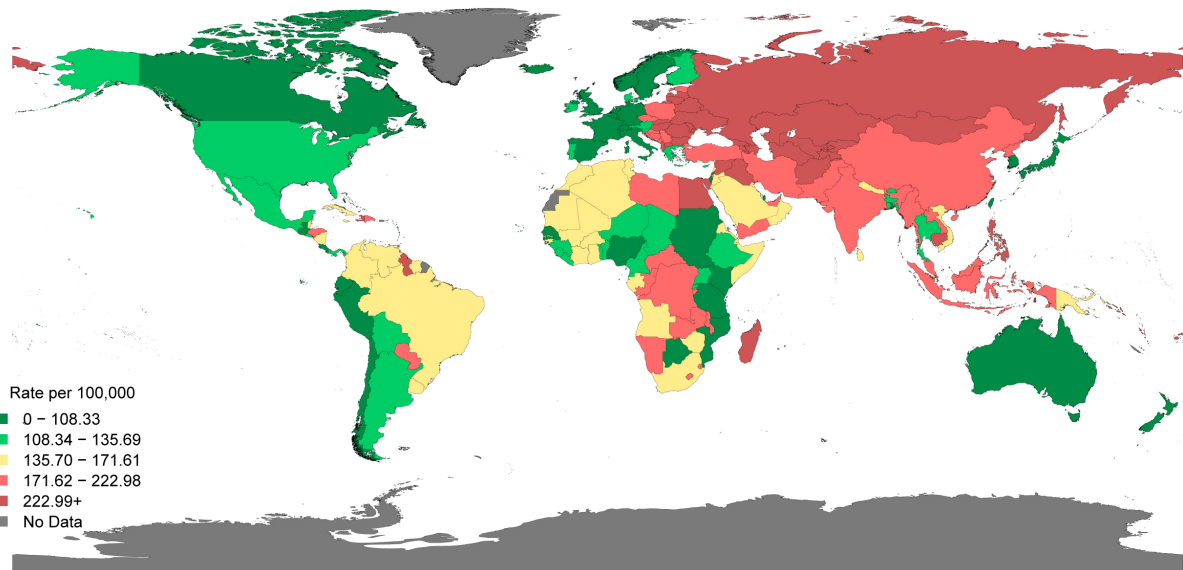 Rate per 100,000
0 − 108.33
108.34 − 135.69
135.70 − 171.61
171.62 − 222.98
222.99+
No Data